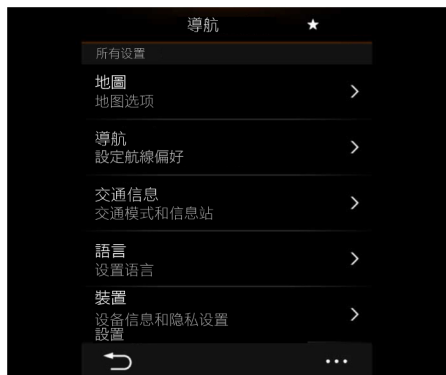 導航
所有设置
地圖
地图选项
導航
設定航線偏好
交通信息
交通模式和信息站
語言
设置语言
裝置
设备信息和隐私设置
設置